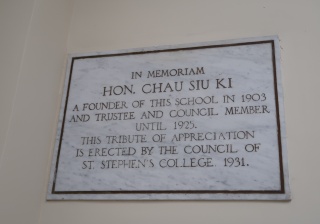 IN MEMORIAM
HON. CHAU SIU KI
A FOUNDER OF THIS SCHOOL IN 1903
AND TRUSTEE AND COUNCIL MEMBER
UNTIL 1925.
THIS TRIBUTE OF APPRECIATION
IS ERECTED BY THE COUNCIL OF
ST. STEPHEN'S COLLEGE. 1931.